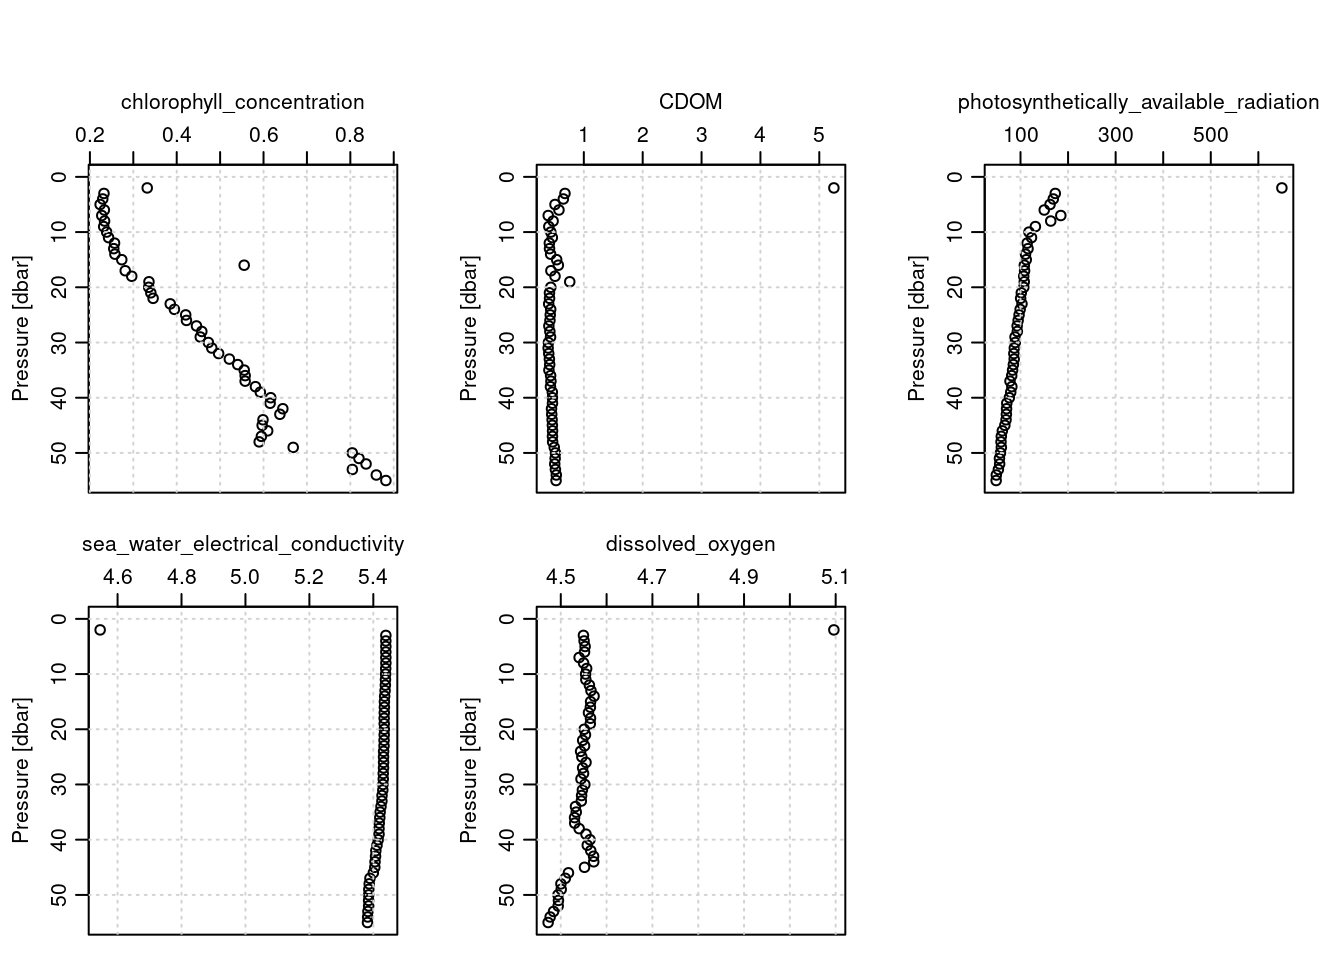 chlorophyll_concentration
0.2 0.4 0.6 0.8
0 10 20 30 40 50
Pressure [dbar]
CDOM
1 2 3 4 5
0 10 20 30 40 50
Pressure [dbar]
photosynthetically_available_radiation
100 300 500
0 10 20 30 40 50
Pressure [dbar]
sea_water_electrical_conductivity
4.6 4.8 5.0 5.2 5.4
0 10 20 30 40 50
Pressure [dbar]
dissolved_oxygen
4.5 4.7 4.9 5.1
0 10 20 30 40 50
Pressure [dbar]